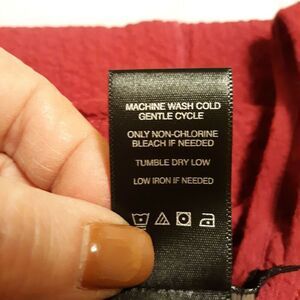 MACHINE WASH COLD
GENTLE CYCLE
ONLY NON-CHLORINE
BLEACH IF NEEDED
TUMBLE DRY LOW
LOW IRON IF NEEDED